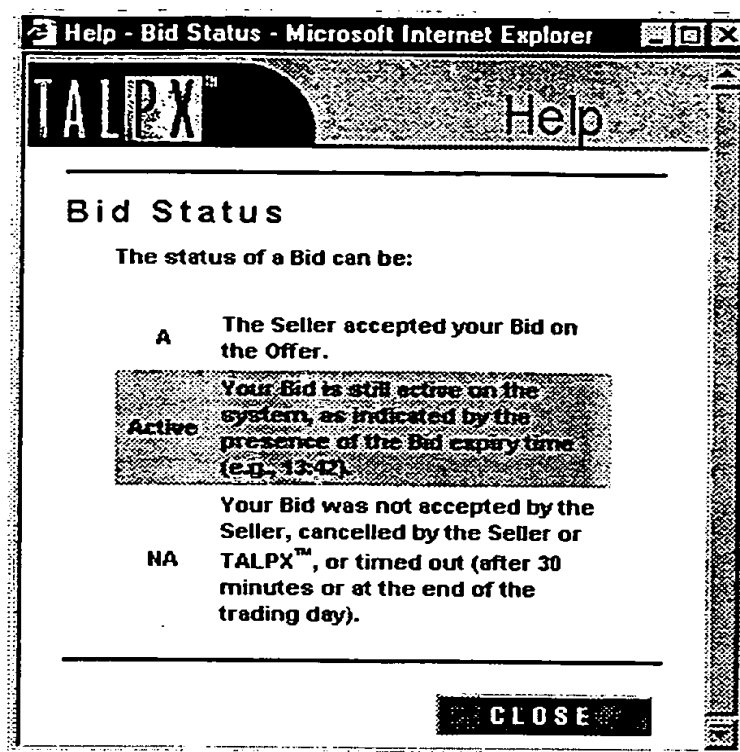 Help - Bid Status - Microsoft Internet Explorer
TALPX™ Help
Bid Status
The status of a Bid can be:
A The Seller accepted your Bid on
the Offer.
Active Your Bid is still active on the
system, as indicated by the
presence of the Bid expiry time
(e.g., 13:42).
NA Your Bid was not accepted by the
Seller, cancelled by the Seller or
TALPX™, or timed out (after 30
minutes or at the end of the
trading day).
CLOSE